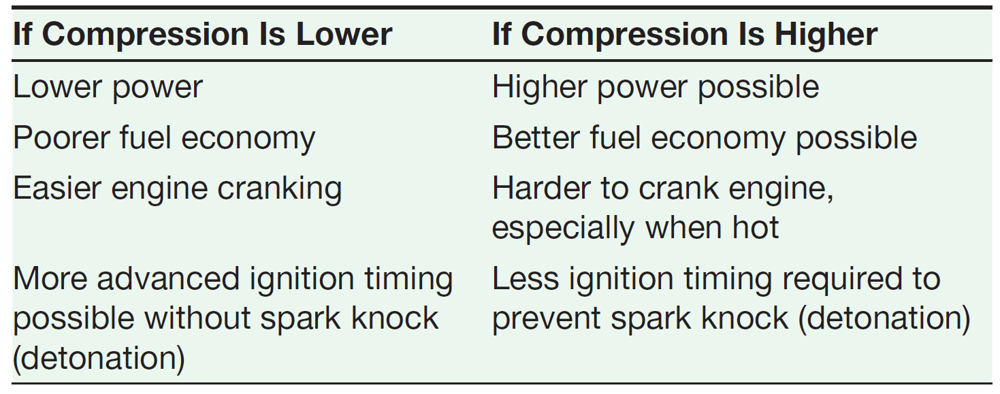 If Compression Is Lower
If Compression Is Higher
Lower power
Higher power possible
Poorer fuel economy
Better fuel economy possible
Easier engine cranking
Harder to crank engine,
especially when hot
More advanced ignition timing
possible without spark knock
(detonation)
Less ignition timing required to
prevent spark knock (detonation)